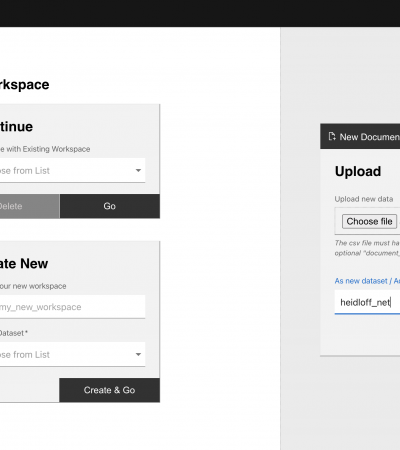 rkspace
tinue
e with Existing Workspace
ose from List
Delete
Go
ate New
our new workspace
my_new_workspace
Dataset*
ose from List
Create & Go
New Documen
Upload
Upload new data
Choose file
The csv file must ha
optional "document_
As new dataset / Ad
heidloff_net